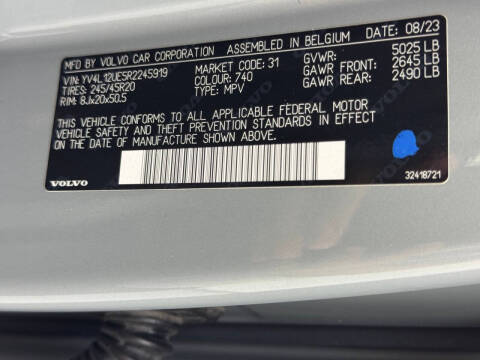 MFD BY VOLVO CAR CORPORATION ASSEMBLED IN BELGIUM DATE: 08/23
VIN: YV4L12UE5R2245919 MARKET CODE: 31 GVWR: 5025 LB
TIRES: 245/45R20 COLOUR: 740 GAWR FRONT: 2645 LB
RIM: 8Jx20x50.5 TYPE: MPV GAWR REAR: 2490 LB
THIS VEHICLE CONFORMS TO ALL APPLICABLE FEDERAL MOTOR
VEHICLE SAFETY AND THEFT PREVENTION STANDARDS IN EFFECT
ON THE DATE OF MANUFACTURE SHOWN ABOVE.
VOLVO 32418721